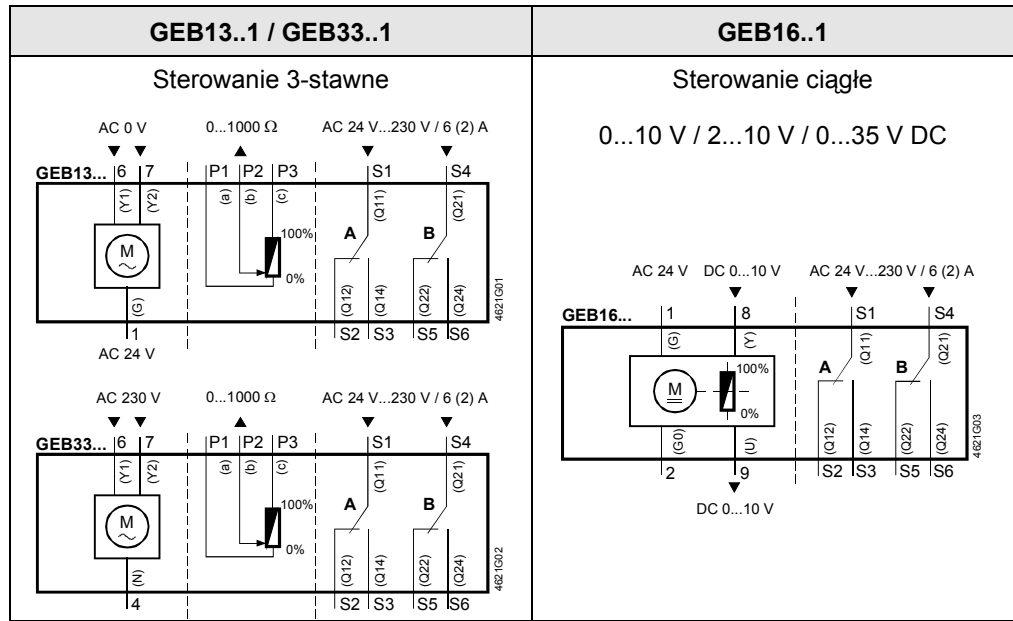 GEB13..1 / GEB33..1
GEB16..1
Sterowanie 3-stawne
AC 0 V 0...1000 Ω AC 24 V...230 V / 6 (2) A
GEB13... 6 7 P1 P2 P3 S1 S4
(Y1) (Y2) (a) (b) (c) (Q11) (Q21)
100%
A B
M
0%
(G) (Q12) (Q14) (Q22) (Q24)
1 S2 S3 S5 S6
AC 24 V
4621G01
AC 230 V 0...1000 Ω AC 24 V...230 V / 6 (2) A
GEB33... 6 7 P1 P2 P3 S1 S4
(Y1) (Y2) (a) (b) (c) (Q11) (Q21)
100%
A B
M
0%
(N) (Q12) (Q14) (Q22) (Q24)
4 S2 S3 S5 S6
4621G02
Sterowanie ciągłe
0...10 V / 2...10 V / 0...35 V DC
AC 24 V DC 0...10 V AC 24 V...230 V / 6 (2) A
GEB16... 1 8 S1 S4
(G) (Y) (Q11) (Q21)
100%
A B
M
0%
(G0) (U) (Q12) (Q14) (Q22) (Q24)
2 9 S2 S3 S5 S6
DC 0...10 V
4621G03